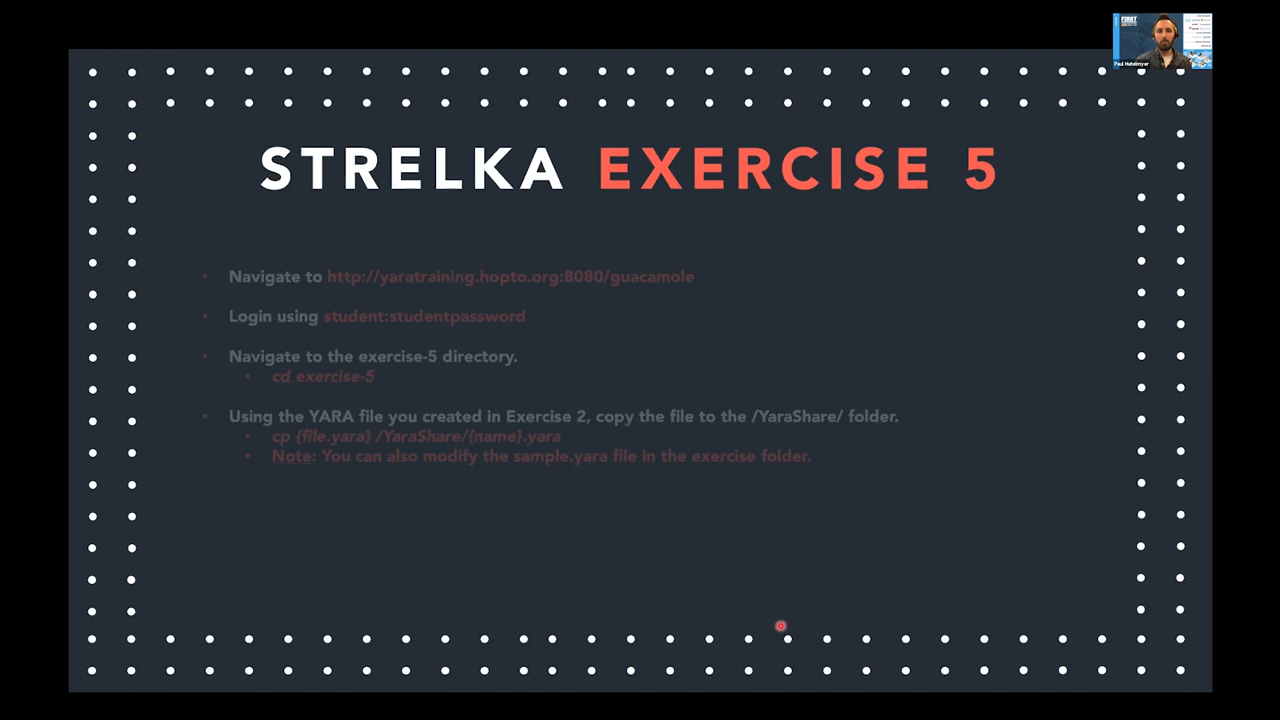 FIRST
Paul Hutelmyer
STRELKA EXERCISE 5
• Navigate to http://yaratraining.hopto.org:8080/guacamole
• Login using student:studentpassword
• Navigate to the exercise-5 directory.
• cd exercise-5
• Using the YARA file you created in Exercise 2, copy the file to the /YaraShare/ folder.
• cp {file.yara} /YaraShare/{name}.yara
• Note: You can also modify the sample.yara file in the exercise folder.